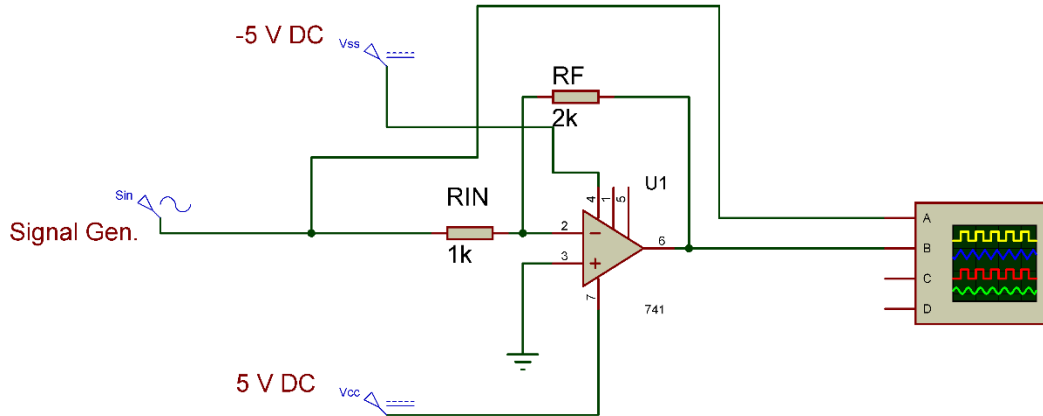 -5 V DC
Vss
RF
2k
Sin
Signal Gen.
RIN
1k
U1
4
1
5
2
3
6
7
741
A
B
C
D
5 V DC
Vcc